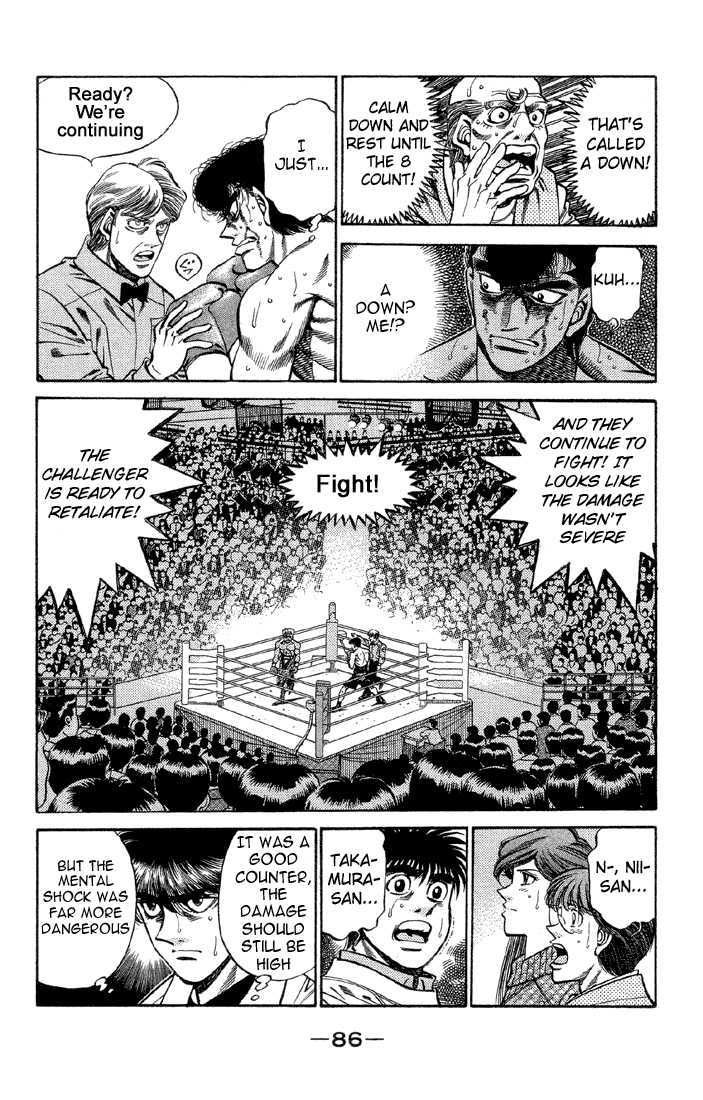 THAT'S
CALLED
A DOWN!
CALM
DOWN AND
REST UNTIL
THE 8
COUNT!
I
JUST...
Ready?
We're
continuing
KUH...
A
DOWN?
ME!?
AND THEY
CONTINUE TO
FIGHT! IT
LOOKS LIKE
THE DAMAGE
WASN'T
SEVERE
Fight!
THE
CHALLENGER
IS READY TO
RETALIATE!
N-, NII-
SAN...
TAKA-
MURA-
SAN...
IT WAS A
GOOD
COUNTER,
THE
DAMAGE
SHOULD
STILL BE
HIGH
BUT THE
MENTAL
SHOCK WAS
FAR MORE
DANGEROUS
—86—